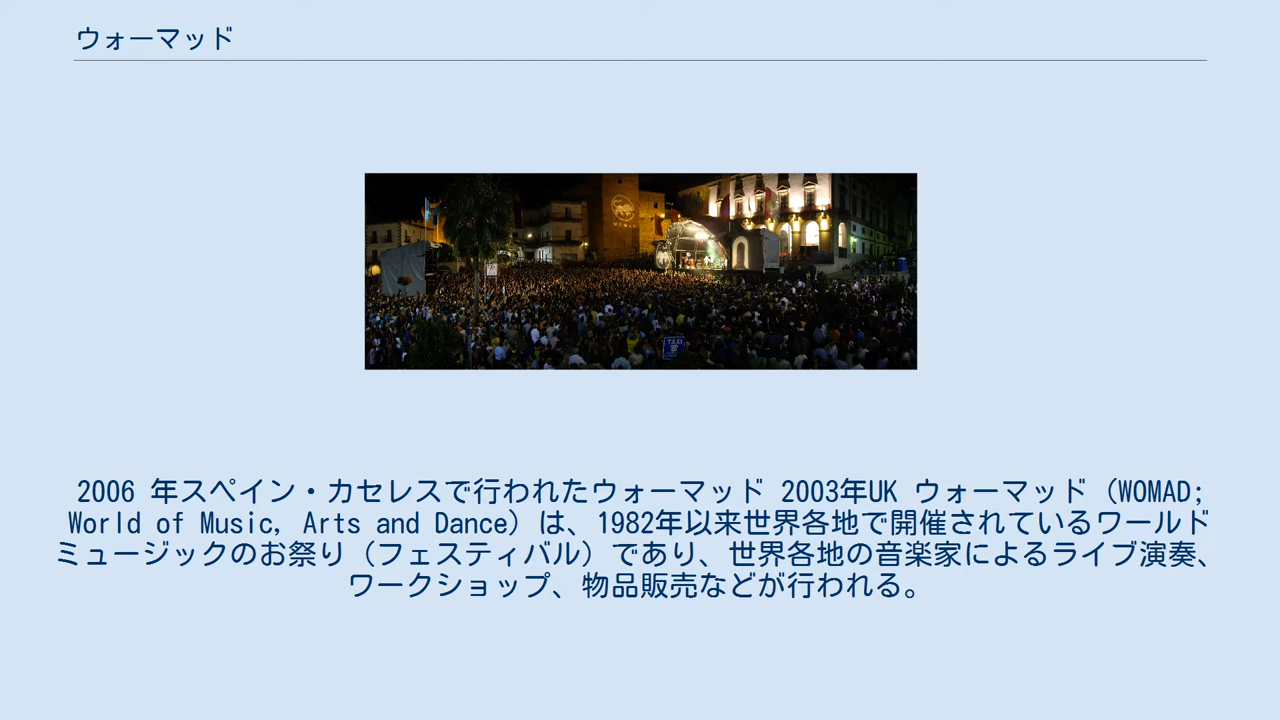 ウォーマッド
WOMAD
TAXI
2006 年スペイン・カセレスで行われたウォーマッド 2003年UK ウォーマッド（WOMAD;
World of Music, Arts and Dance）は、1982年以来世界各地で開催されているワールド
ミュージックのお祭り（フェスティバル）であり、世界各地の音楽家によるライブ演奏、
ワークショップ、物品販売などが行われる。